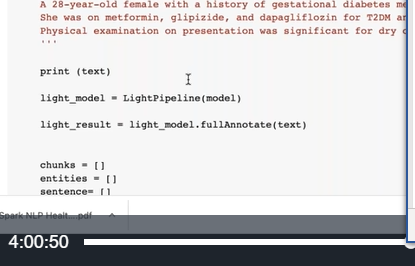 A 28-year-old female with a history of gestational diabetes me
She was on metformin, glipizide, and dapagliflozin for T2DM an
Physical examination on presentation was significant for dry o
'''
print (text)
light_model = LightPipeline(model)
light_result = light_model.fullAnnotate(text)
chunks = []
entities = []
sentence= []
Spark NLP Healt....pdf
4:00:50